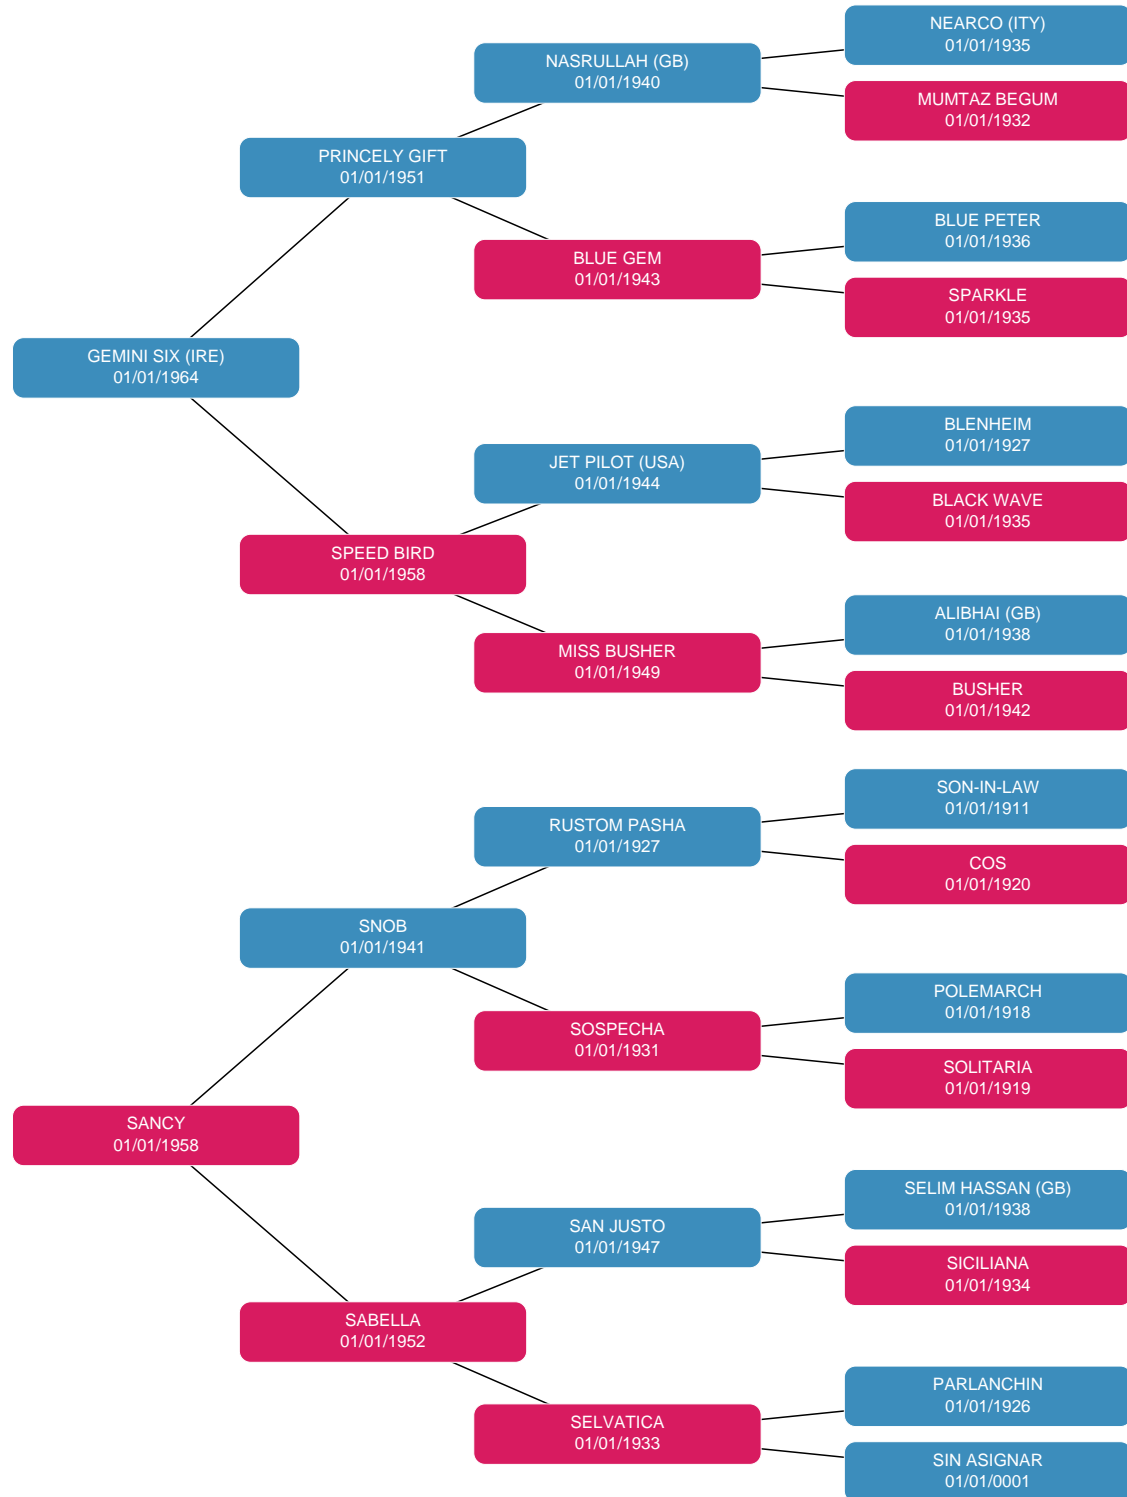 NEARCO (ITY)
01/01/1935
NASRULLAH (GB)
01/01/1940
MUMTAZ BEGUM
01/01/1932
PRINCELY GIFT
01/01/1951
BLUE PETER
01/01/1936
BLUE GEM
01/01/1943
SPARKLE
01/01/1935
GEMINI SIX (IRE)
01/01/1964
BLENHEIM
01/01/1927
JET PILOT (USA)
01/01/1944
BLACK WAVE
01/01/1935
SPEED BIRD
01/01/1958
ALIBHAI (GB)
01/01/1938
MISS BUSHER
01/01/1949
BUSHER
01/01/1942
SON-IN-LAW
01/01/1911
RUSTOM PASHA
01/01/1927
COS
01/01/1920
SNOB
01/01/1941
POLEMARCH
01/01/1918
SOSPECHA
01/01/1931
SOLITARIA
01/01/1919
SANCY
01/01/1958
SELIM HASSAN (GB)
01/01/1938
SAN JUSTO
01/01/1947
SICILIANA
01/01/1934
SABELLA
01/01/1952
PARLANCHIN
01/01/1926
SELVATICA
01/01/1933
SIN ASIGNAR
01/01/0001